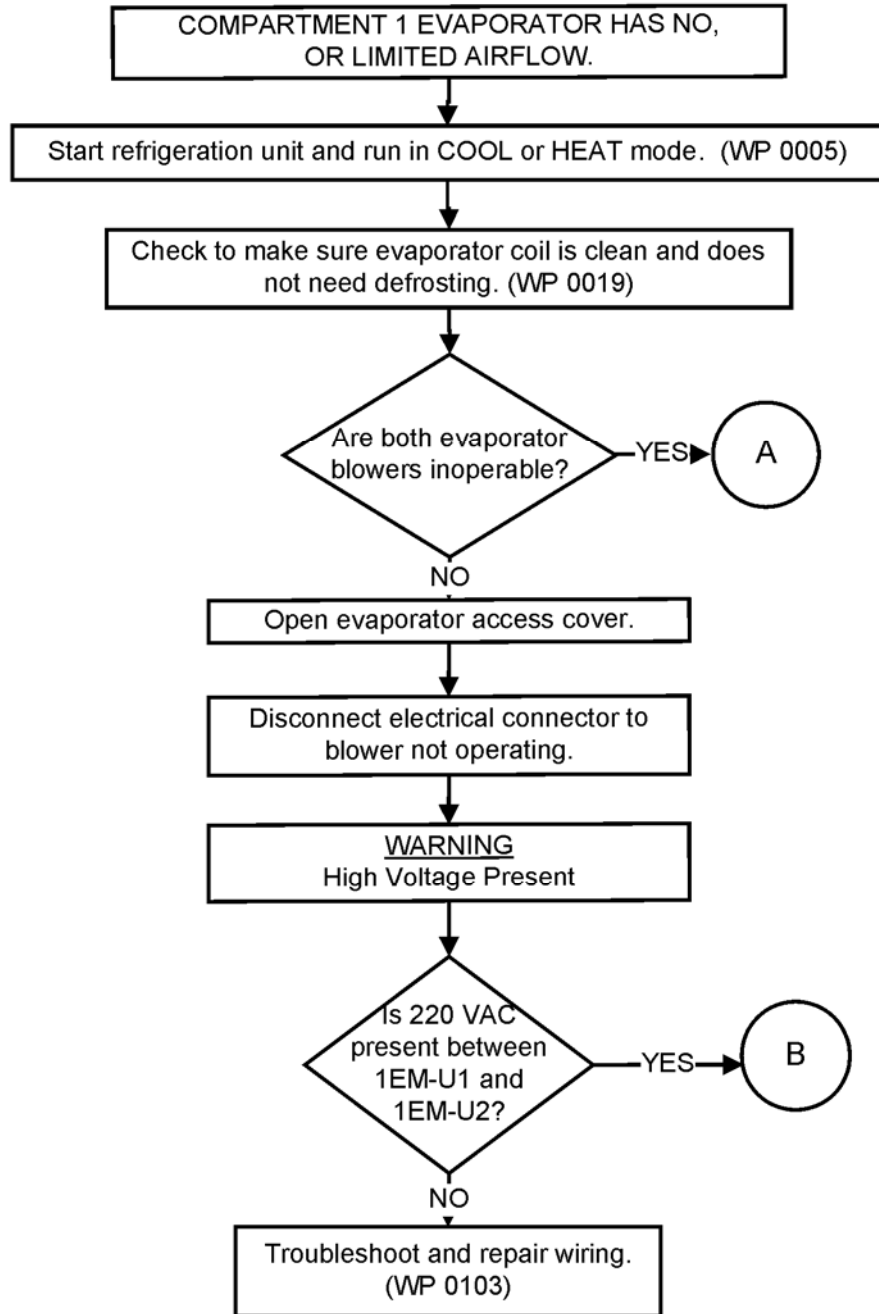 COMPARTMENT 1 EVAPORATOR HAS NO,
OR LIMITED AIRFLOW.
Start refrigeration unit and run in COOL or HEAT mode.  (WP 0005)
Check to make sure evaporator coil is clean and does
not need defrosting. (WP 0019)
Are both evaporator
blowers inoperable?
YES
A
NO
Open evaporator access cover.
Disconnect electrical connector to
blower not operating.
WARNING
High Voltage Present
Is 220 VAC
present between
1EM-U1 and
1EM-U2?
YES
B
NO
Troubleshoot and repair wiring.
(WP 0103)